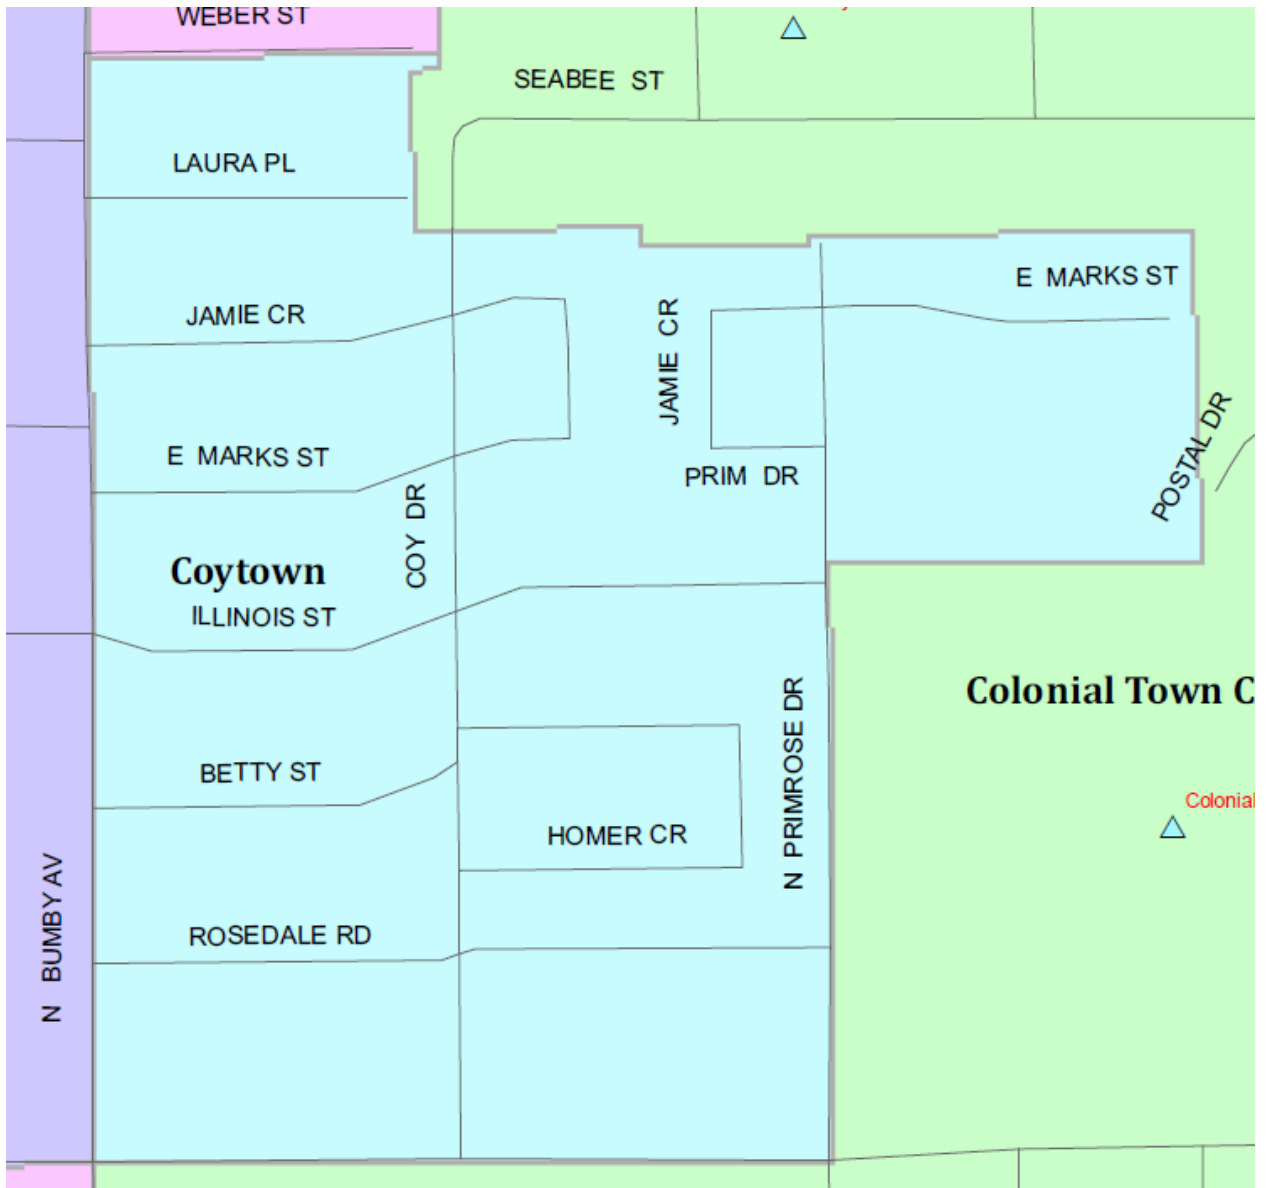 WEBER ST
SEABEE ST
LAURA PL
E MARKS ST
JAMIE CR
JAMIE CR
E MARKS ST
PRIM DR
POSTAL DR
COY DR
Coytown
ILLINOIS ST
Colonial Town C
N PRIMROSE DR
BETTY ST
Colonial
HOMER CR
N BUMBY AV
ROSEDALE RD